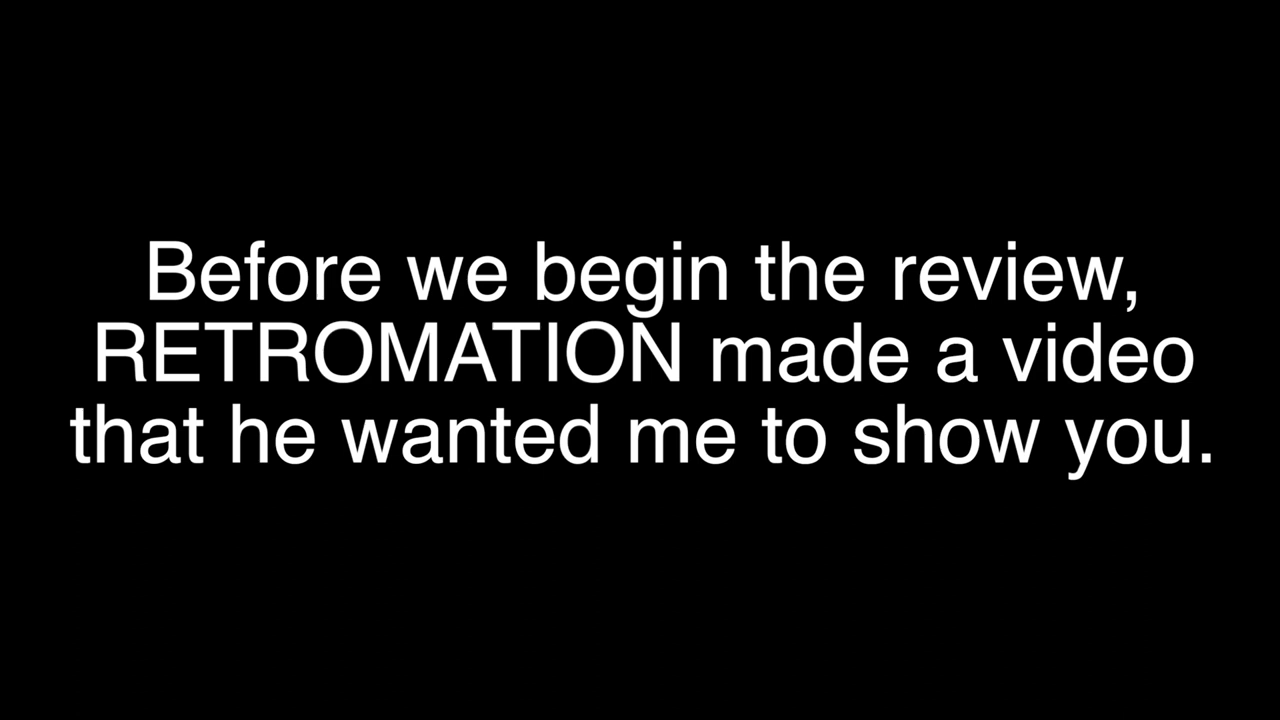 Before we begin the review,
RETROMATION made a video
that he wanted me to show you.